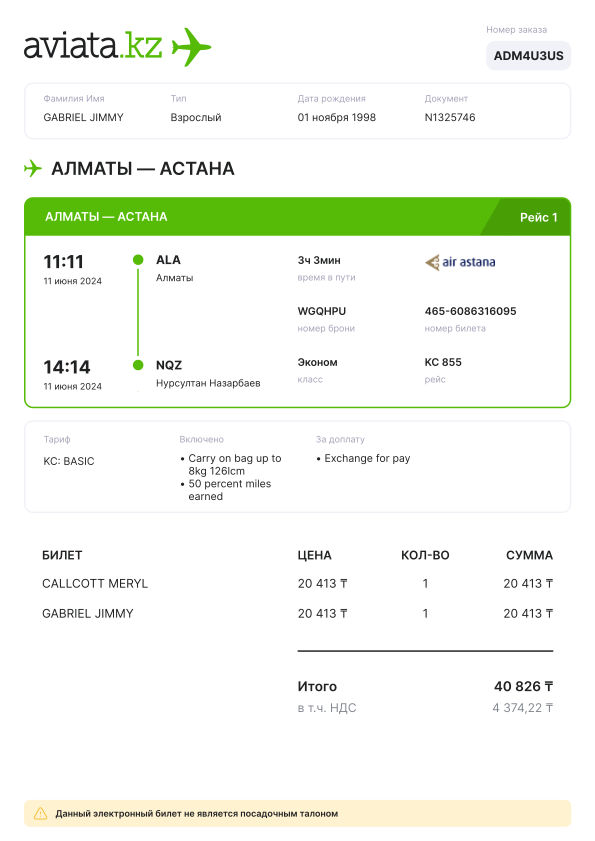 aviata.kz
Номер заказа
ADM4U3US
Фамилия Имя
Тип
Дата рождения
Документ
GABRIEL JIMMY
Взрослый
01 ноября 1998
N1325746
АЛМАТЫ — АСТАНА
АЛМАТЫ — АСТАНА
Рейс 1
11:11
11 июня 2024
ALA
Алматы
3ч 3мин
время в пути
air astana
WGQHPU
номер брони
465-6086316095
номер билета
14:14
11 июня 2024
NQZ
Нурсултан Назарбаев
Эконом
класс
KC 855
рейс
Тариф
KC: BASIC
Включено
• Carry on bag up to
8kg 126lcm
• 50 percent miles
earned
За доплату
• Exchange for pay
БИЛЕТ ЦЕНА КОЛ-ВО СУММА
CALLCOTT MERYL 20 413 ₸ 1 20 413 ₸
GABRIEL JIMMY 20 413 ₸ 1 20 413 ₸
Итого 40 826 ₸
в т.ч. НДС 4 374,22 ₸
Данный электронный билет не является посадочным талоном